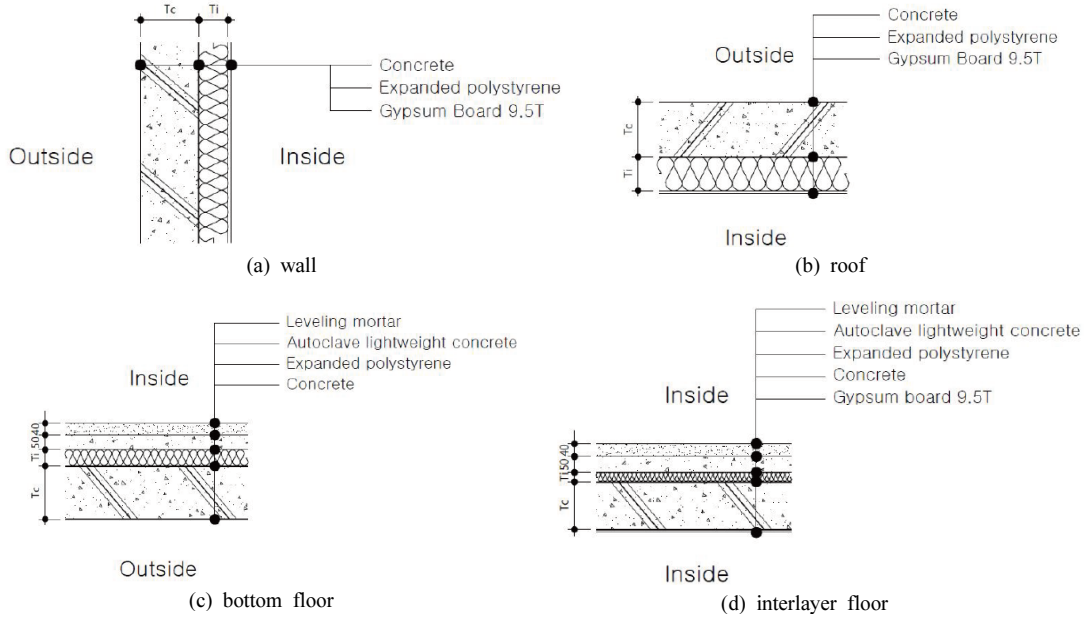 Tc Ti
Concrete
Expanded polystyrene
Gypsum Board 9.5T
Outside
Inside
(a) wall
Concrete
Expanded polystyrene
Gypsum Board 9.5T
Outside
Tc
Ti
Inside
(b) roof
Leveling mortar
Autoclave lightweight concrete
Expanded polystyrene
Concrete
Inside
40
50
Ti
Tc
Outside
(c) bottom floor
Leveling mortar
Autoclave lightweight concrete
Expanded polystyrene
Concrete
Gypsum board 9.5T
Inside
40
50
Ti
Tc
Inside
(d) interlayer floor